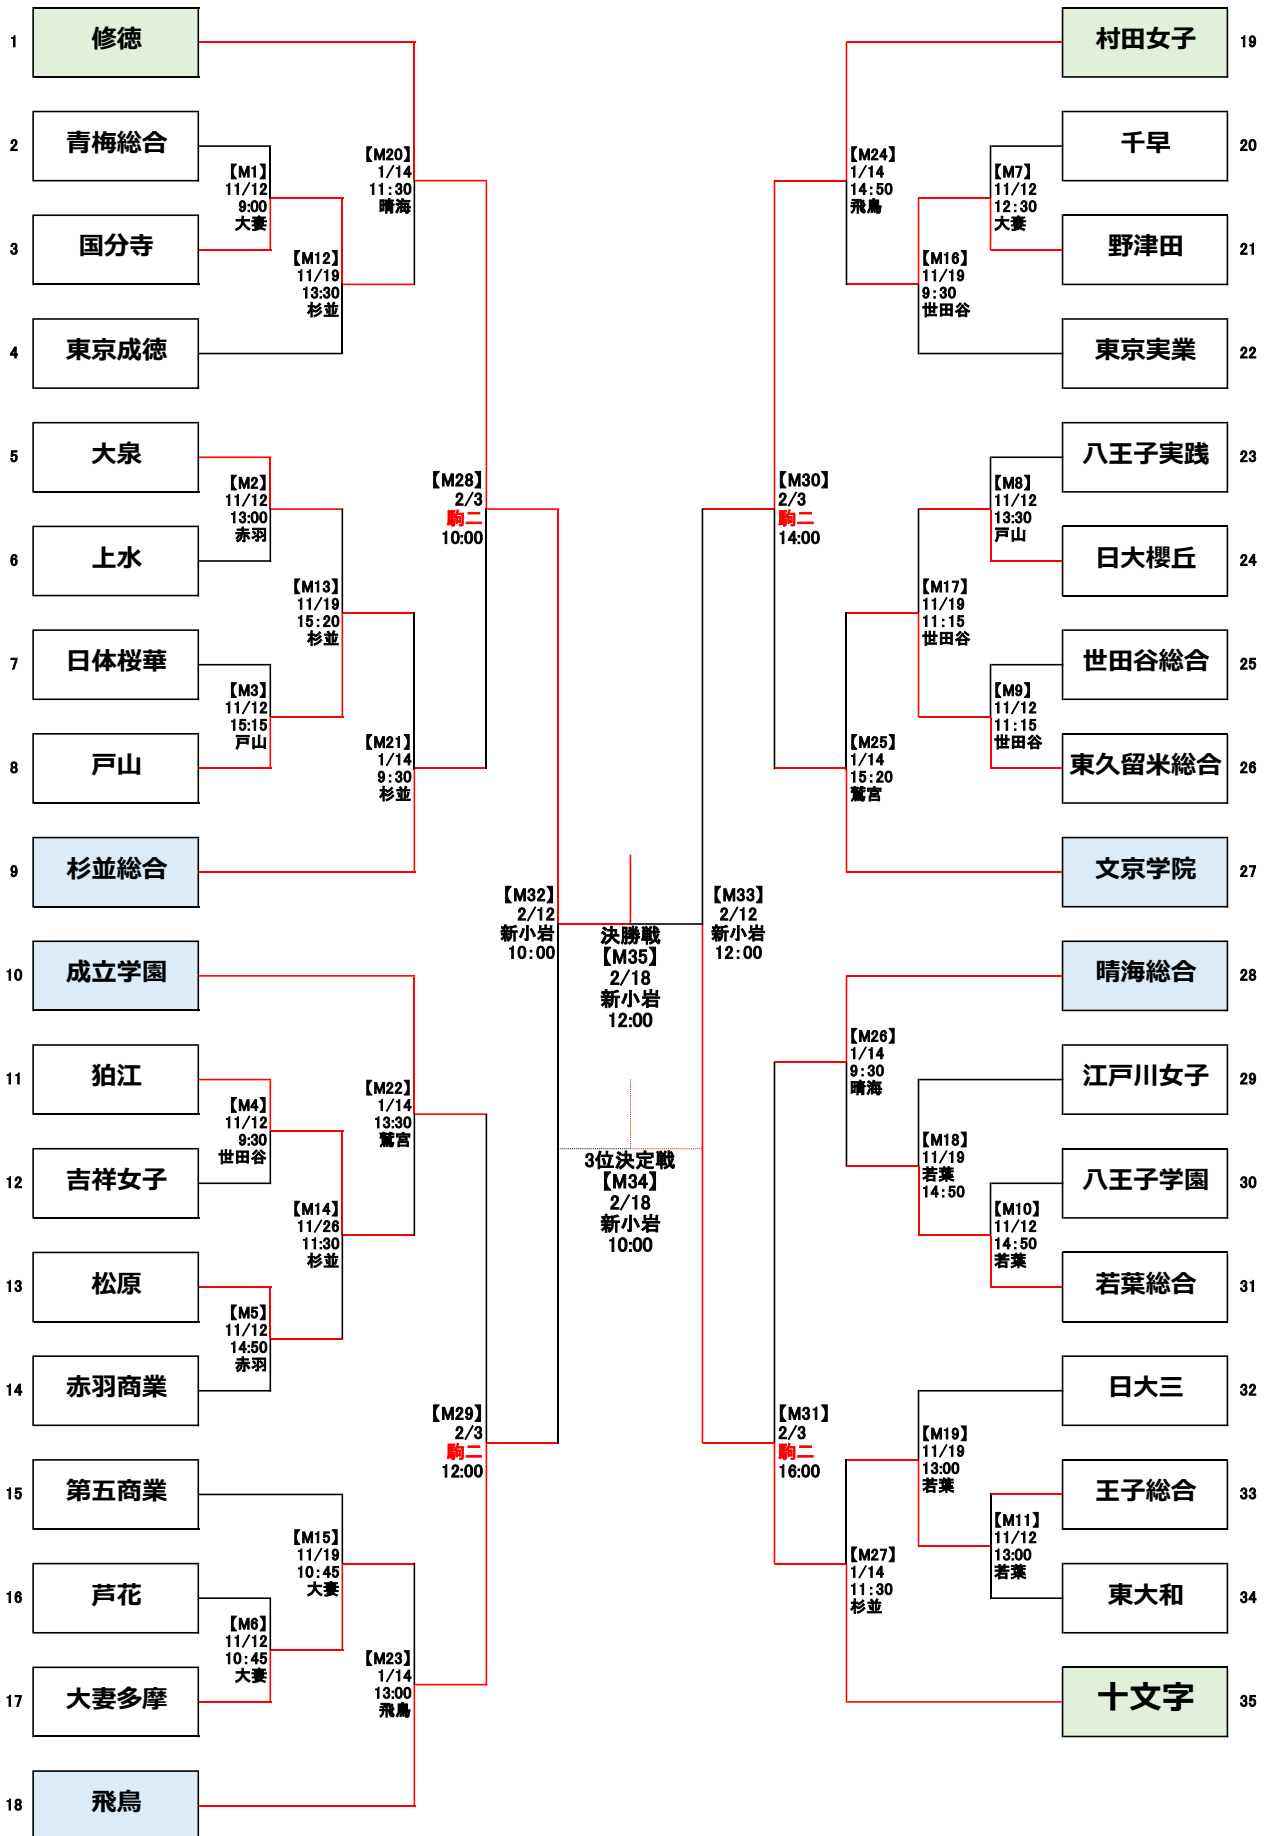 1 修徳
2 青梅総合
3 国分寺
4 東京成徳
5 大泉
6 上水
7 日体桜華
8 戸山
9 杉並総合
10 成立学園
11 狛江
12 吉祥女子
13 松原
14 赤羽商業
15 第五商業
16 芦花
17 大妻多摩
18 飛鳥
【M1】
11/12
9:00
大妻
【M2】
11/12
13:00
赤羽
【M3】
11/12
15:15
戸山
【M4】
11/12
9:30
世田谷
【M5】
11/12
14:50
赤羽
【M6】
11/12
10:45
大妻
【M12】
11/19
13:30
杉並
【M13】
11/19
15:20
杉並
【M14】
11/26
11:30
杉並
【M15】
11/19
10:45
大妻
【M20】
1/14
11:30
晴海
【M21】
1/14
9:30
杉並
【M22】
1/14
13:30
鷺宮
【M23】
1/14
13:00
飛鳥
【M28】
2/3
駒二
10:00
【M29】
2/3
駒二
12:00
【M32】
2/12
新小岩
10:00
決勝戦
【M35】
2/18
新小岩
12:00
3位決定戦
【M34】
2/18
新小岩
10:00
【M33】
2/12
新小岩
12:00
【M30】
2/3
駒二
14:00
【M31】
2/3
駒二
16:00
【M24】
1/14
14:50
飛鳥
【M25】
1/14
15:20
鷺宮
【M26】
1/14
9:30
晴海
【M27】
1/14
11:30
杉並
【M16】
11/19
9:30
世田谷
【M17】
11/19
11:15
世田谷
【M18】
11/19
若葉
14:50
【M19】
11/19
13:00
若葉
【M7】
11/12
12:30
大妻
【M8】
11/12
13:30
戸山
【M9】
11/12
11:15
世田谷
【M10】
11/12
14:50
若葉
【M11】
11/12
13:00
若葉
村田女子 19
千早 20
野津田 21
東京実業 22
八王子実践 23
日大櫻丘 24
世田谷総合 25
東久留米総合 26
文京学院 27
晴海総合 28
江戸川女子 29
八王子学園 30
若葉総合 31
日大三 32
王子総合 33
東大和 34
十文字 35